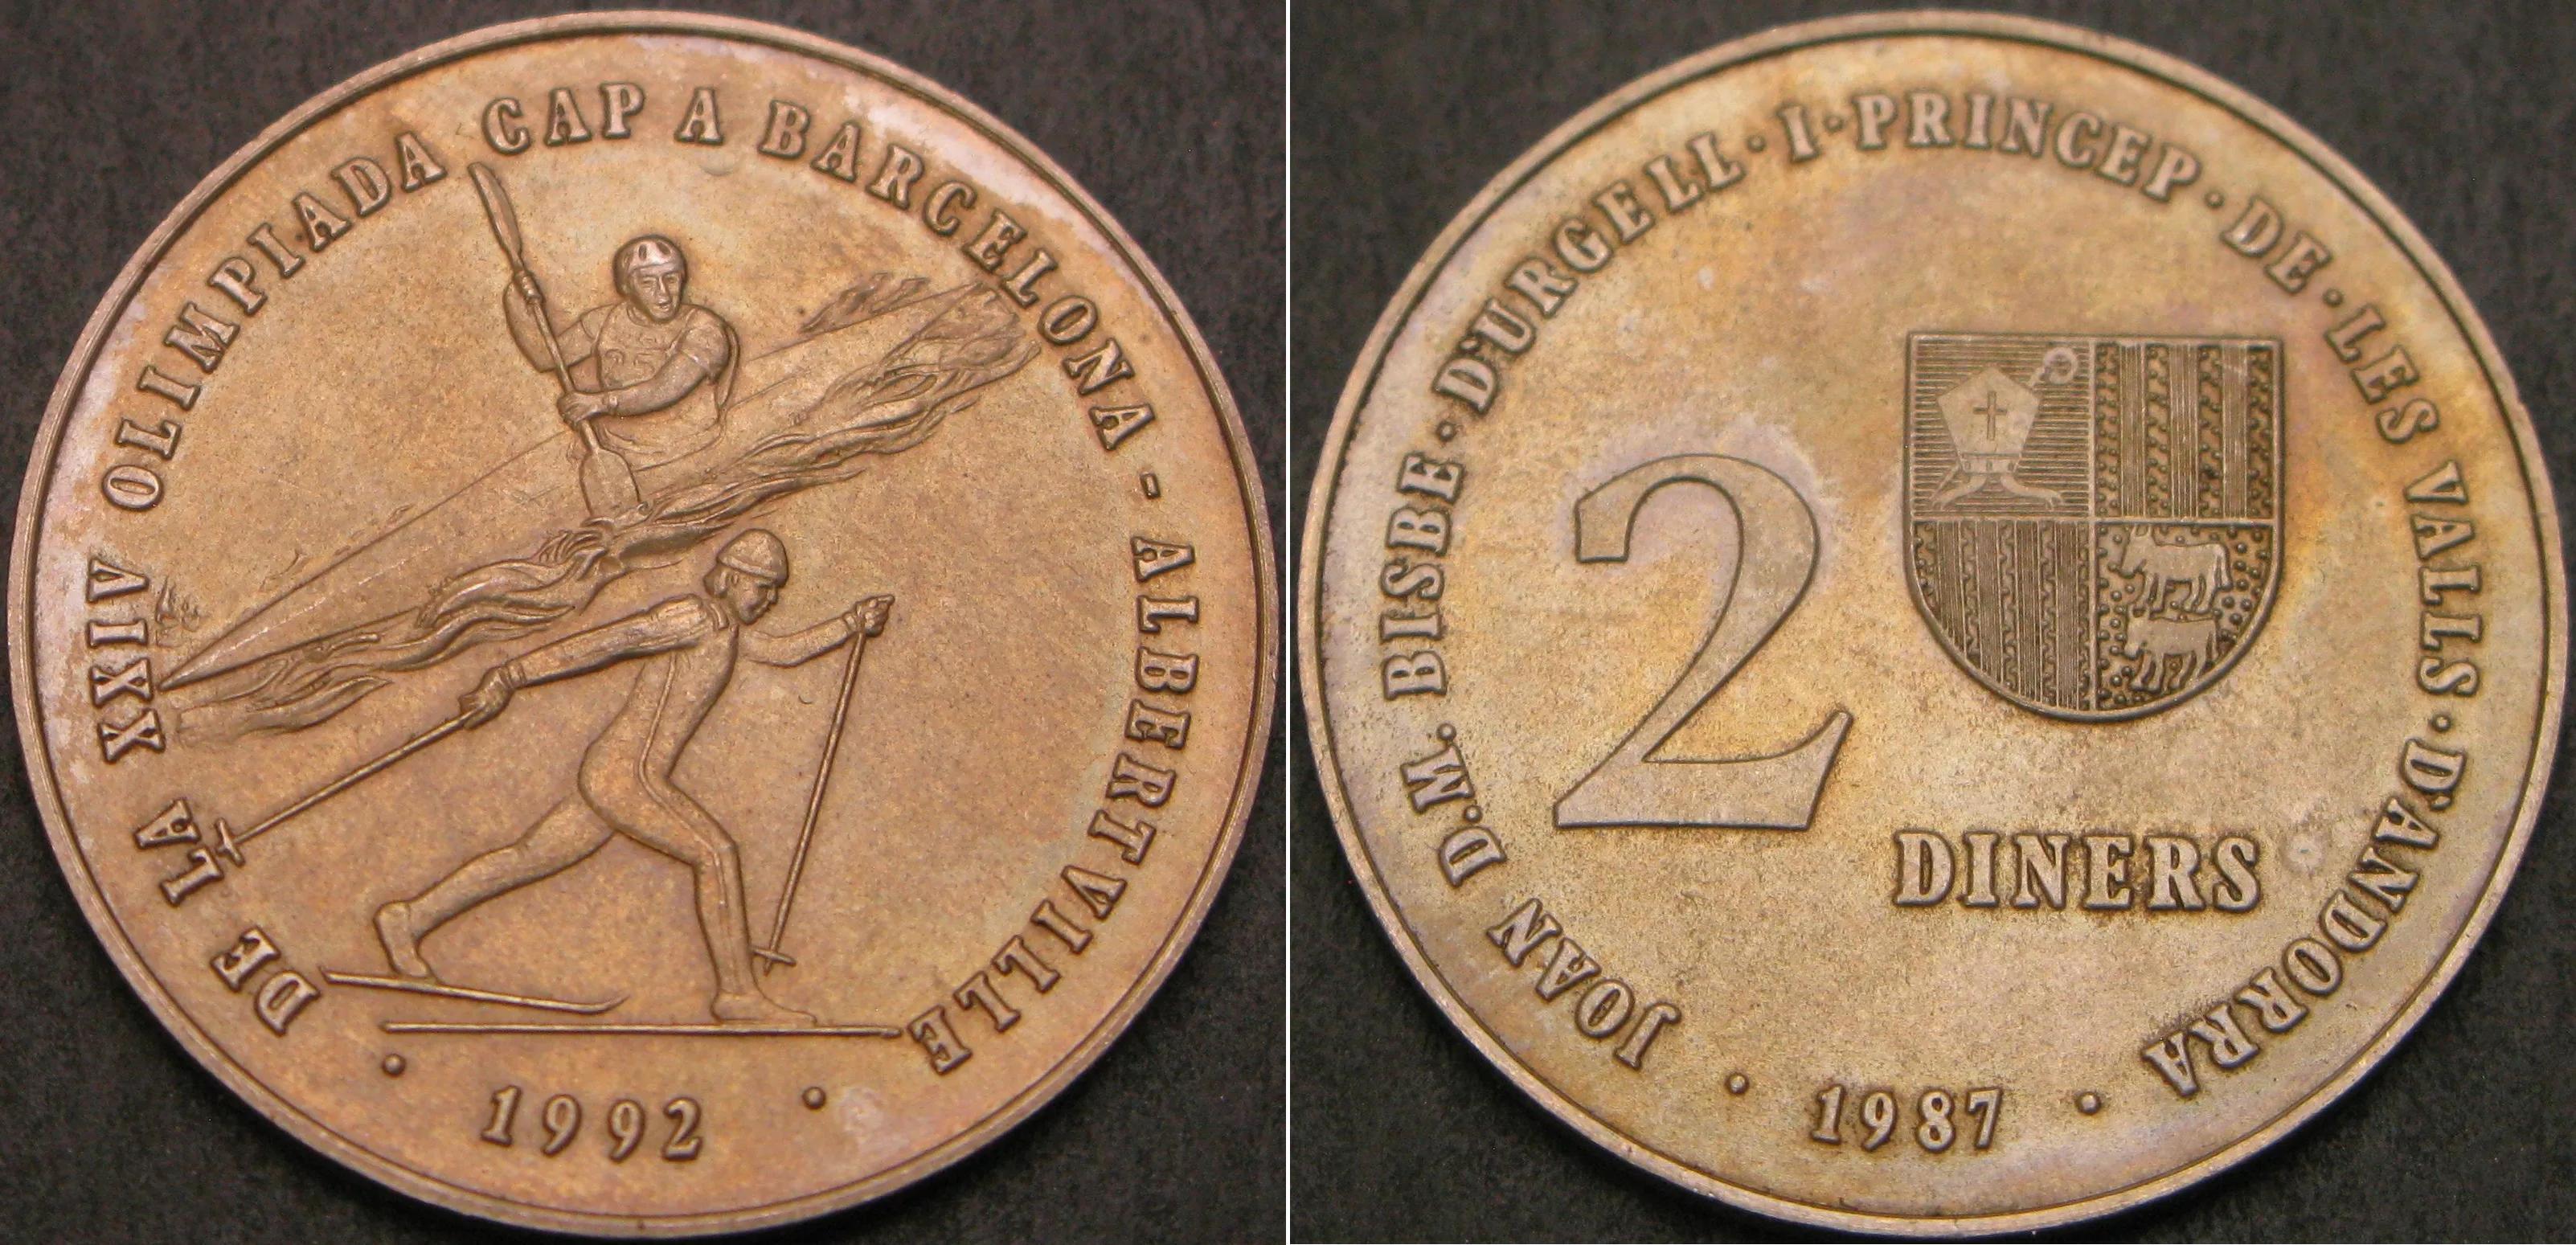 DE LA XXIV OLIMPIADA CAP A BARCELONA - ALBERTVILLE
· 1992 ·
JOAN D.M. BISBE · D'URGELL · I · PRINCEP · DE · LES VALLS · D'ANDORRA
2
DINERS
· 1987 ·